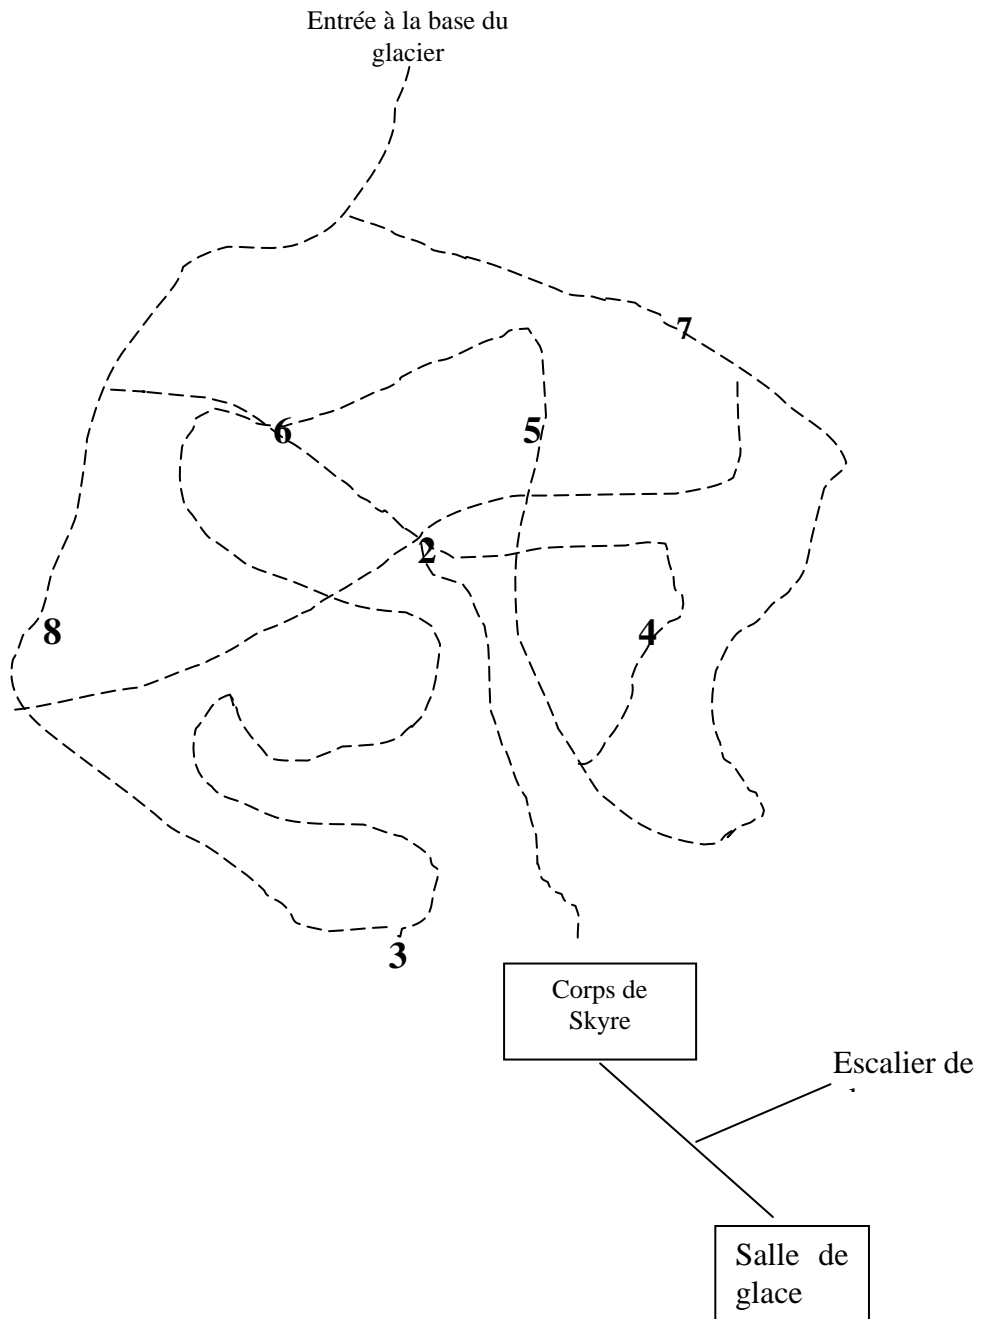 Entrée à la base du
glacier
7
6
5
2
8
4
3
Corps de
Skyre
Escalier de
Salle de
glace